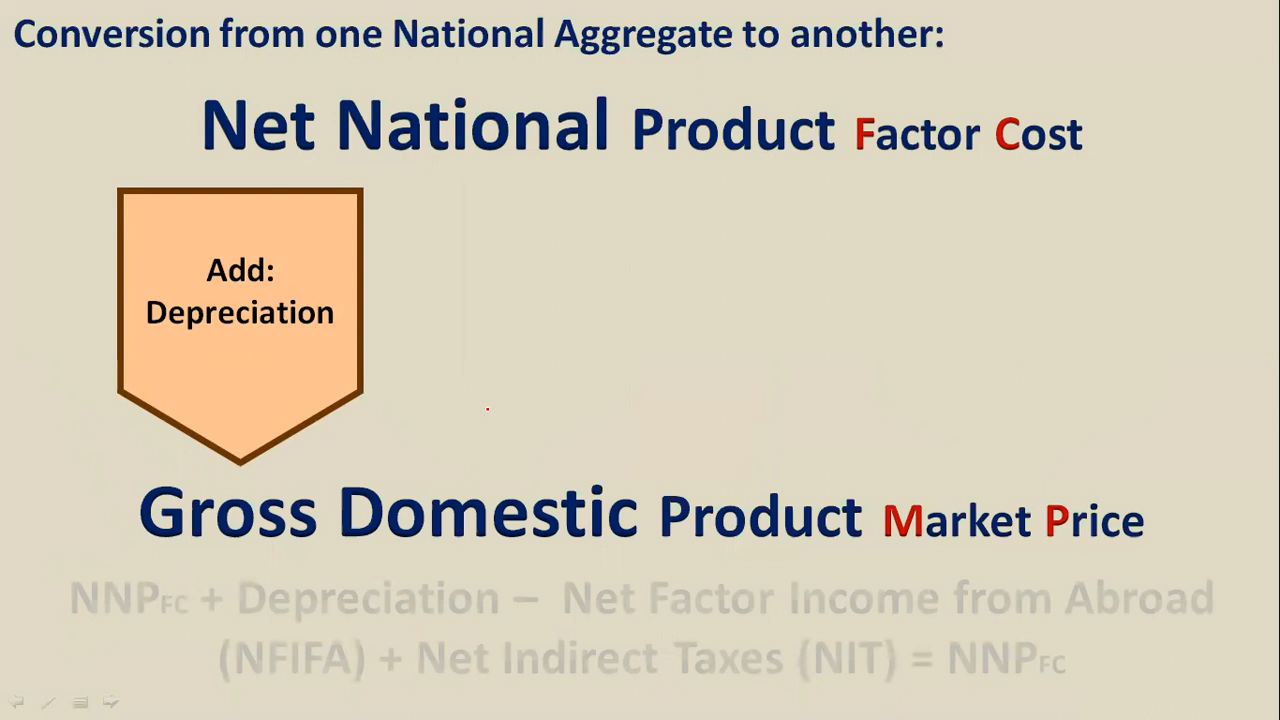 Conversion from one National Aggregate to another:
Net National Product Factor Cost
Add:
Depreciation
Gross Domestic Product Market Price
NNPFC + Depreciation – Net Factor Income from Abroad
(NFIFA) + Net Indirect Taxes (NIT) = NNPFC